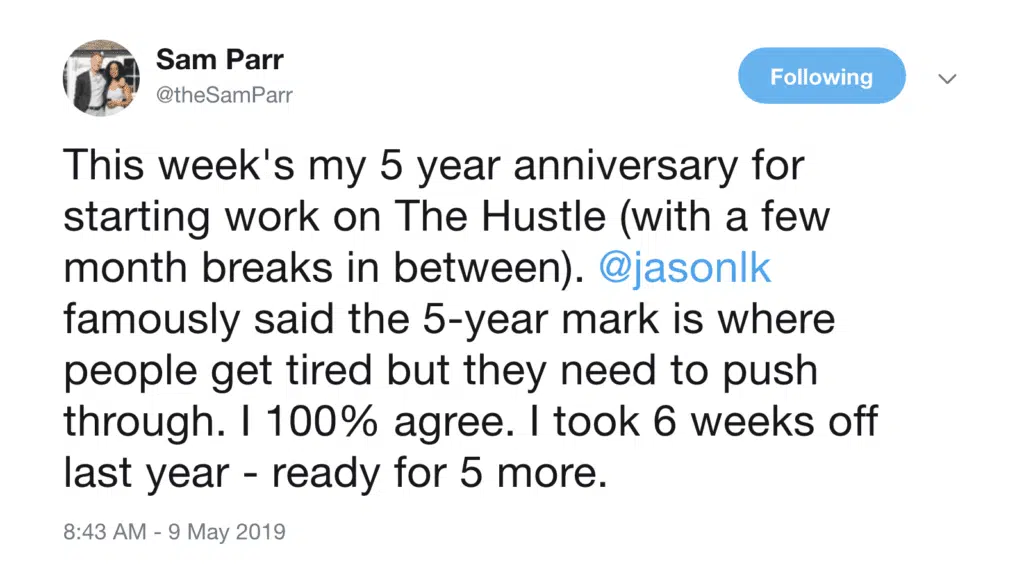 Sam Parr
@theSamParr
Following
This week's my 5 year anniversary for
starting work on The Hustle (with a few
month breaks in between). @jasonlk
famously said the 5-year mark is where
people get tired but they need to push
through. I 100% agree. I took 6 weeks off
last year - ready for 5 more.
8:43 AM - 9 May 2019